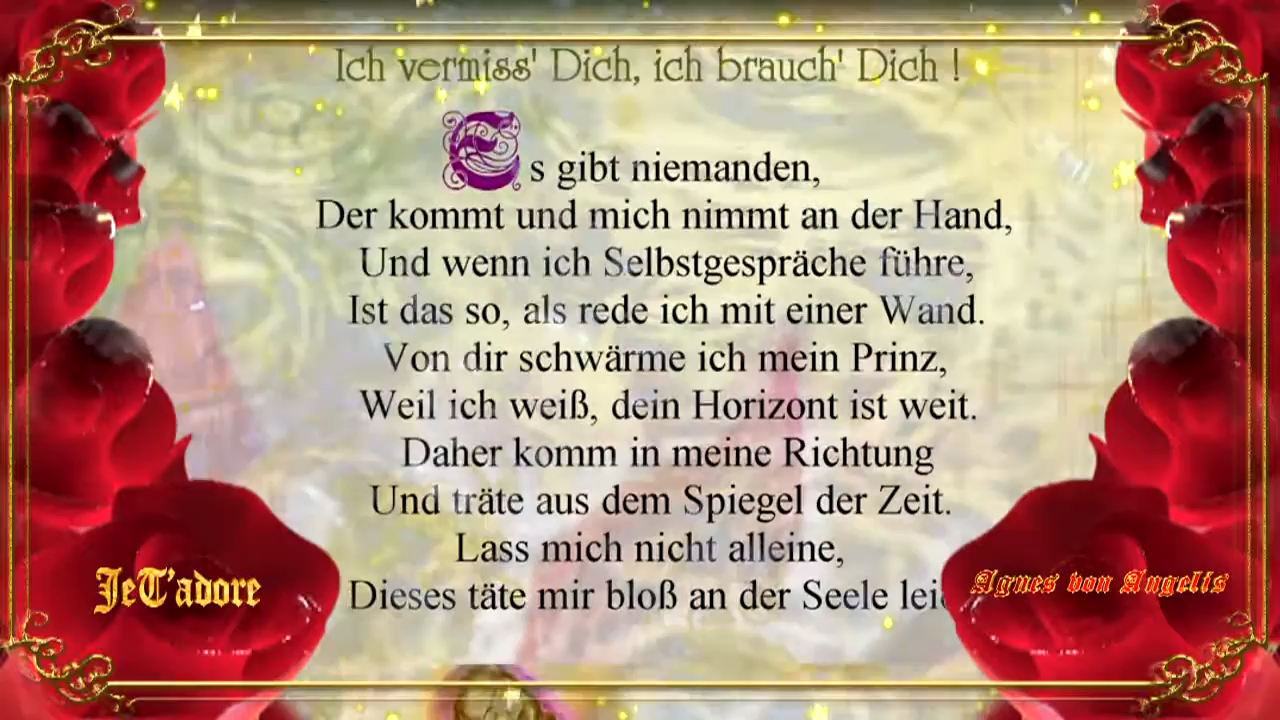 Ich vermiss' Dich, ich brauch' Dich !
Es gibt niemanden,
Der kommt und mich nimmt an der Hand,
Und wenn ich Selbstgespräche führe,
Ist das so, als rede ich mit einer Wand.
Von dir schwärme ich mein Prinz,
Weil ich weiß, dein Horizont ist weit.
Daher komm in meine Richtung
Und träte aus dem Spiegel der Zeit.
Lass mich nicht alleine,
Dieses täte mir bloß an der Seele
JeT'adore
Agnes von Angelis